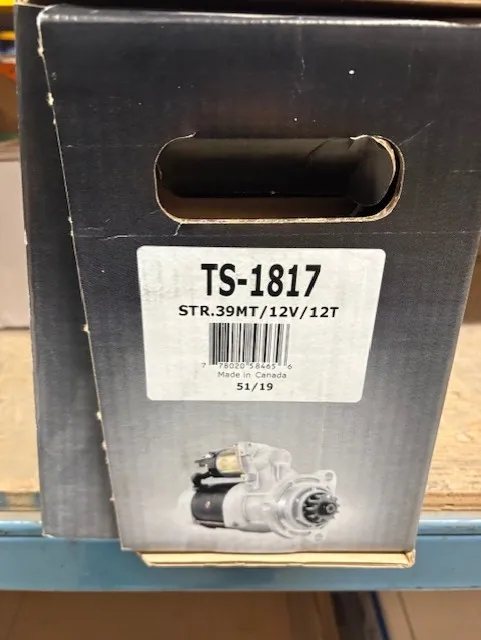 TS-1817
STR.39MT/12V/12T
7 78020 58465 6
Made in Canada
51/19